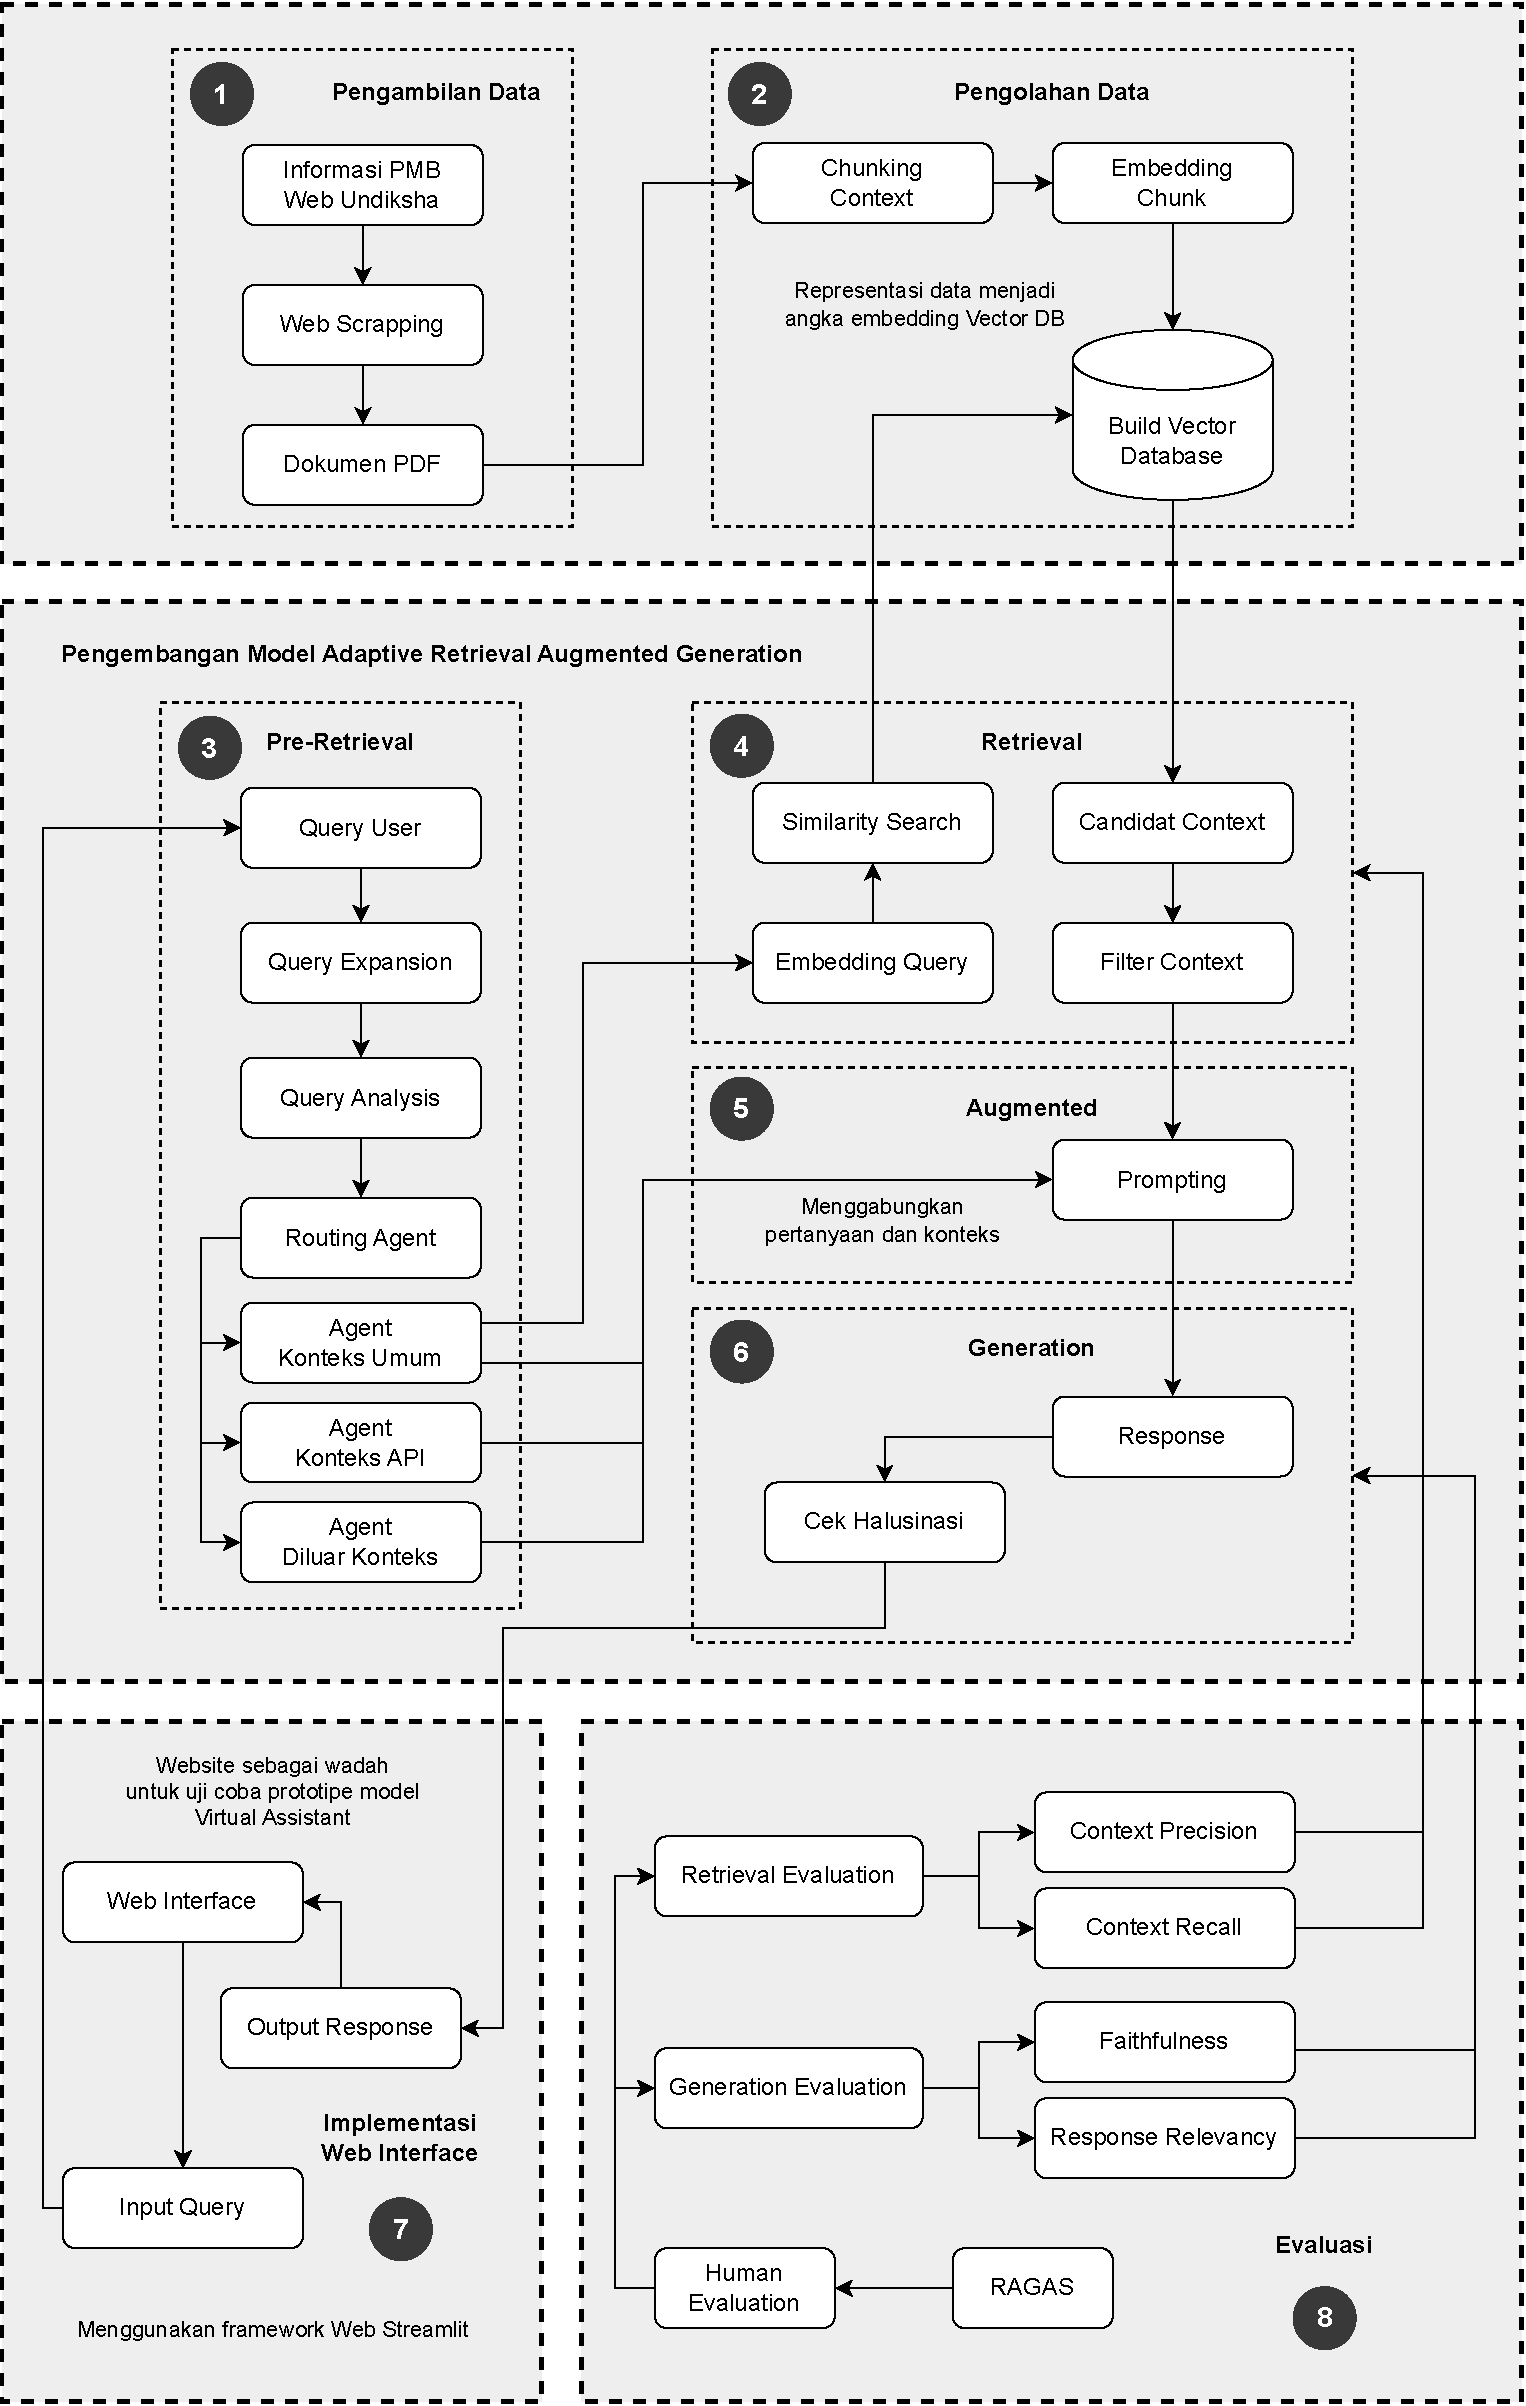 1
Pengambilan Data
Informasi PMB
Web Undiksha
Web Scrapping
Dokumen PDF
2
Pengolahan Data
Chunking
Context
Embedding
Chunk
Representasi data menjadi
angka embedding Vector DB
Build Vector
Database
Pengembangan Model Adaptive Retrieval Augmented Generation
3
Pre-Retrieval
Query User
Query Expansion
Query Analysis
Routing Agent
Agent
Konteks Umum
Agent
Konteks API
Agent
Diluar Konteks
4
Retrieval
Similarity Search
Candidat Context
Embedding Query
Filter Context
5
Augmented
Prompting
Menggabungkan
pertanyaan dan konteks
6
Generation
Response
Cek Halusinasi
Website sebagai wadah
untuk uji coba prototipe model
Virtual Assistant
Web Interface
Output Response
Implementasi
Web Interface
Input Query
7
Menggunakan framework Web Streamlit
Context Precision
Retrieval Evaluation
Context Recall
Faithfulness
Generation Evaluation
Response Relevancy
Evaluasi
Human
Evaluation
RAGAS
8